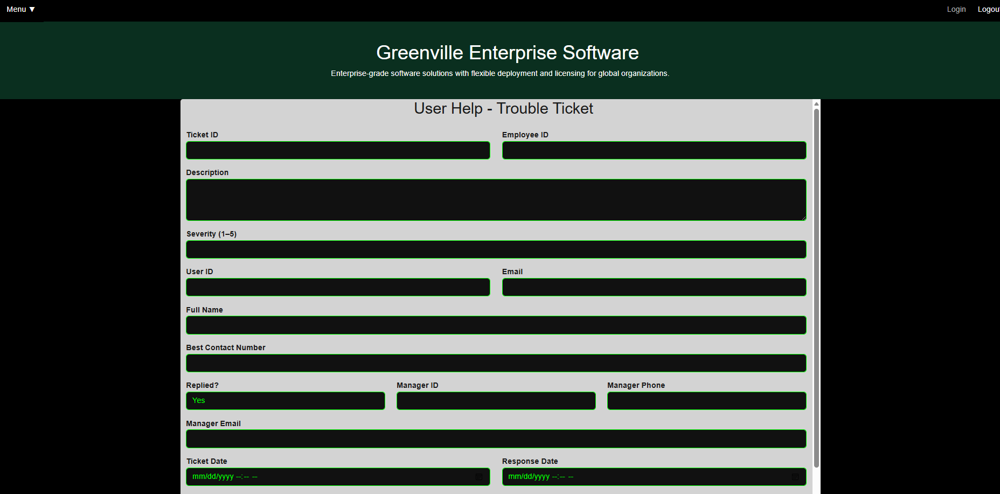 Menu ▼
Login Logout
Greenville Enterprise Software
Enterprise-grade software solutions with flexible deployment and licensing for global organizations.
User Help - Trouble Ticket
Ticket ID Employee ID
Description
Severity (1–5)
User ID Email
Full Name
Best Contact Number
Replied? Manager ID Manager Phone
Yes
Manager Email
Ticket Date Response Date
mm/dd/yyyy --:-- -- mm/dd/yyyy --:-- --